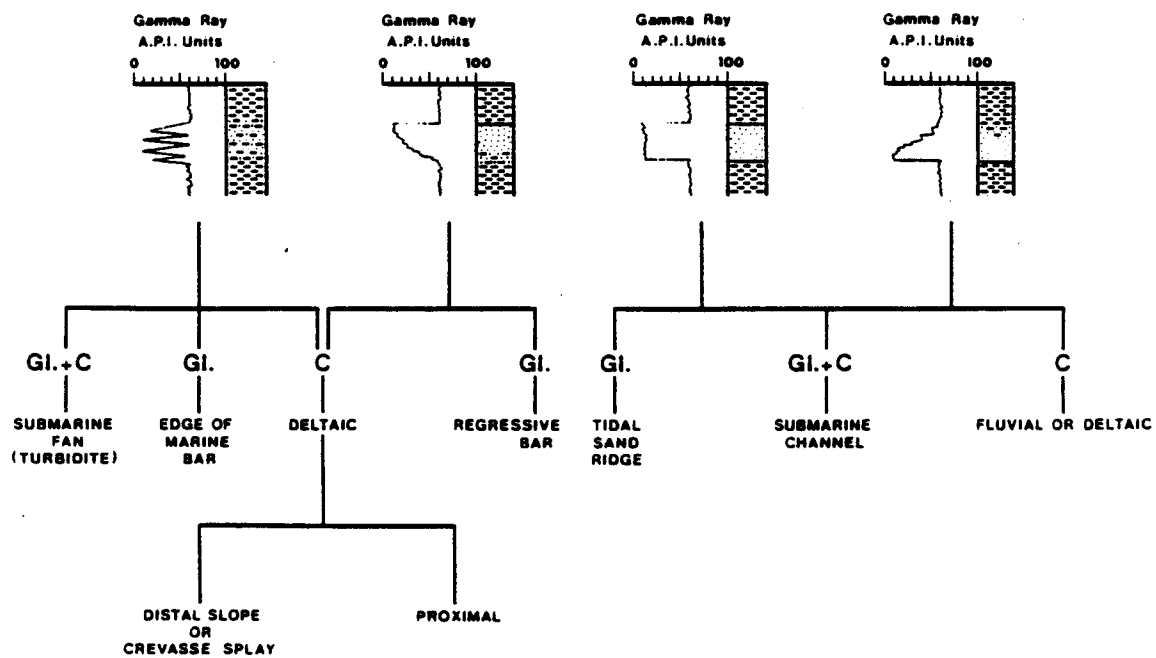 Gamma Ray
A.P.I. Units
0 100
Gamma Ray
A.P.I. Units
0 100
Gamma Ray
A.P.I. Units
0 100
Gamma Ray
A.P.I. Units
0 100
Gl.+C
Gl.
C
Gl.
Gl.
Gl.+C
C
SUBMARINE
FAN
(TURBIDITE)
EDGE OF
MARINE
BAR
DELTAIC
REGRESSIVE
BAR
TIDAL
SAND
RIDGE
SUBMARINE
CHANNEL
FLUVIAL OR DELTAIC
DISTAL SLOPE
OR
CREVASSE SPLAY
PROXIMAL